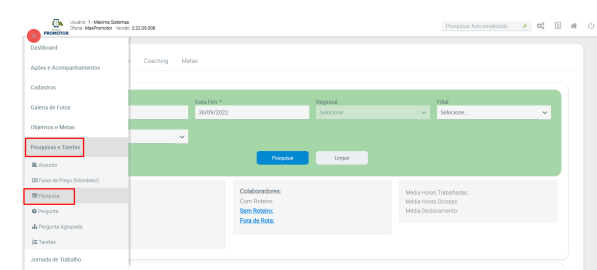 PROMOTOR
Usuário: 1 - Máxima Sistemas
Oferta: MaxPromotor Versão: 3.22.09.008
Pesquisar funcionalidade
Dashboard
Ações e Acompanhamentos
Cadastros
Galeria de Fotos
Objetivos e Metas
Pesquisas e Tarefas
Assunto
Faixa de Preço (Mondelez)
Pesquisa
Pergunta
Pergunta Agrupada
Tarefas
Jornada de Trabalho
Coaching Metas
Data Fim *
30/09/2022
Regional
Selecione...
Filial
Selecione...
Pesquisar Limpar
Colaboradores:
Com Roteiro
Sem Roteiro:
Fora de Rota:
Média Horas Trabalhadas:
Média Horas Ociosas:
Média Deslocamento: